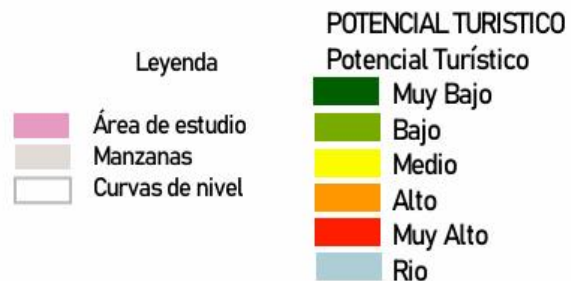 Leyenda
Área de estudio
Manzanas
Curvas de nivel
POTENCIAL TURISTICO
Potencial Turístico
Muy Bajo
Bajo
Medio
Alto
Muy Alto
Rio